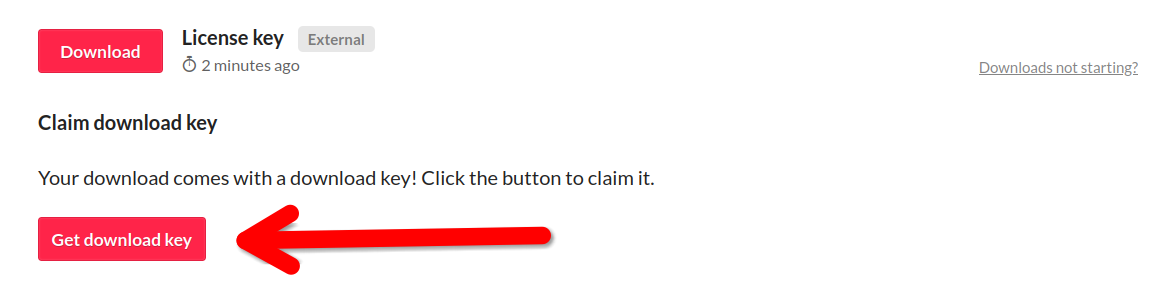 Download
License key
External
2 minutes ago
Downloads not starting?
Claim download key
Your download comes with a download key! Click the button to claim it.
Get download key